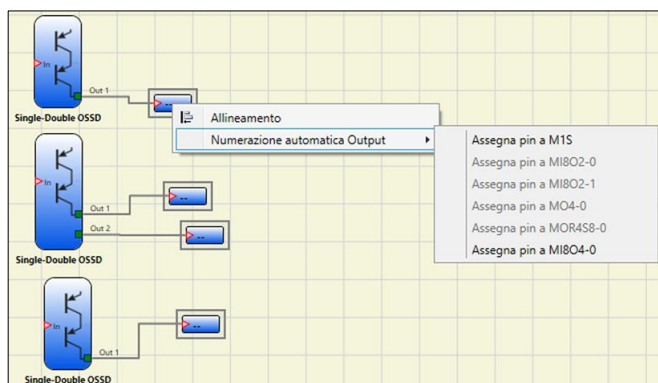 In
Out 1
--
Single-Double OSSD
Allineamento
Numerazione automatica Output
Assegna pin a M1S
Assegna pin a MI8O2-0
Assegna pin a MI8O2-1
Assegna pin a MO4-0
Assegna pin a MOR4S8-0
Assegna pin a MI8O4-0
In
Out 1
--
Out 2
--
Single-Double OSSD
In
Out 1
--
Single-Double OSSD